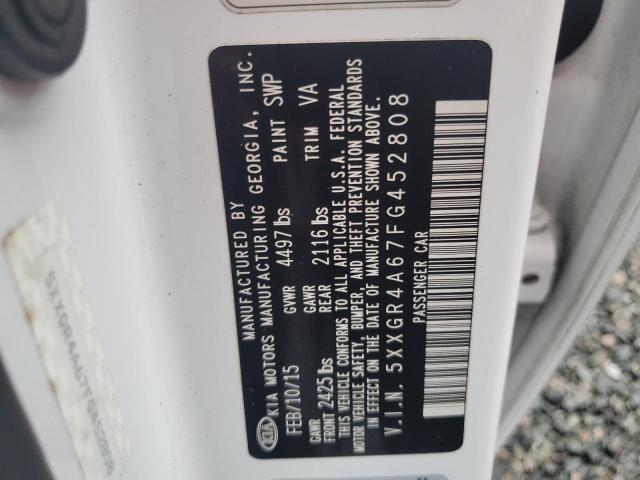 MANUFACTURED BY
KIA KIA MOTORS MANUFACTURING GEORGIA, INC.
FEB/10/15 GVWR 4497 lbs PAINT SWP
GAWR FRONT 2425 lbs GAWR REAR 2116 lbs TRIM VA
THIS VEHICLE CONFORMS TO ALL APPLICABLE U.S.A. FEDERAL
MOTOR VEHICLE SAFETY, BUMPER, AND THEFT PREVENTION STANDARDS
IN EFFECT ON THE DATE OF MANUFACTURE SHOWN ABOVE.
V.I.N. 5XXGR4A67FG452808
PASSENGER CAR
5XXGR4A67FG452808